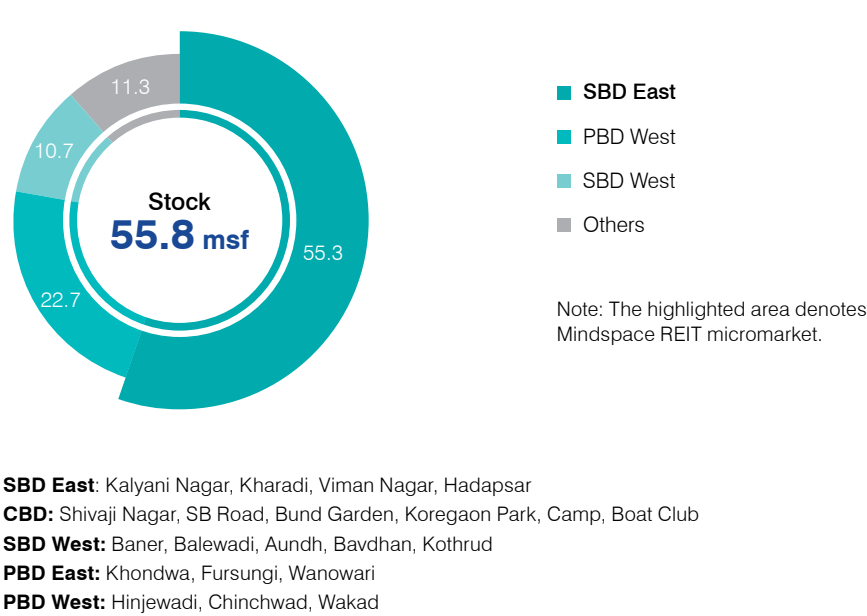 11.3
10.7
Stock
55.8 msf
55.3
22.7
SBD East
PBD West
SBD West
Others
Note: The highlighted area denotes
Mindspace REIT micromarket.
SBD East: Kalyani Nagar, Kharadi, Viman Nagar, Hadapsar
CBD: Shivaji Nagar, SB Road, Bund Garden, Koregaon Park, Camp, Boat Club
SBD West: Baner, Balewadi, Aundh, Bavdhan, Kothrud
PBD East: Khondwa, Fursungi, Wanowari
PBD West: Hinjewadi, Chinchwad, Wakad